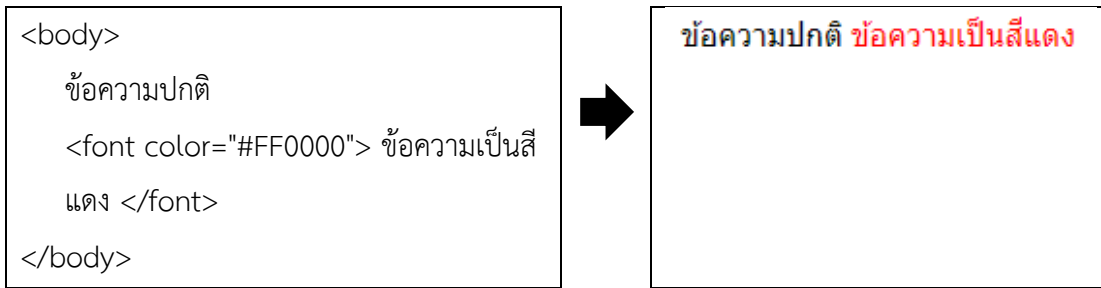 <body>
ข้อความปกติ
<font color="#FF0000"> ข้อความเป็นสี
แดง </font>
</body>
ข้อความปกติ ข้อความเป็นสีแดง